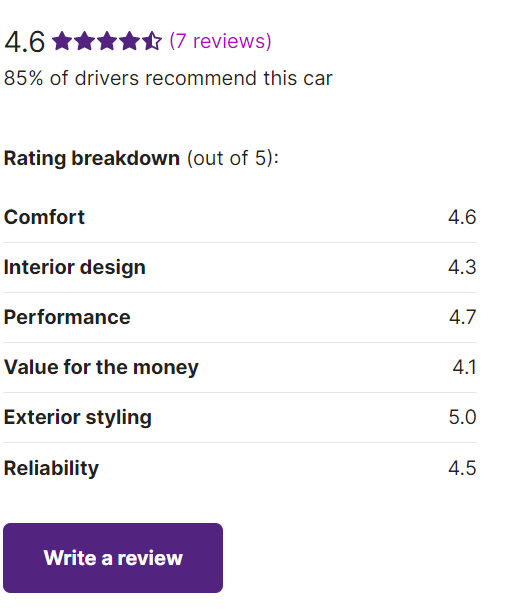 4.6 (7 reviews)
85% of drivers recommend this car
Rating breakdown (out of 5):
Comfort 4.6
Interior design 4.3
Performance 4.7
Value for the money 4.1
Exterior styling 5.0
Reliability 4.5
Write a review